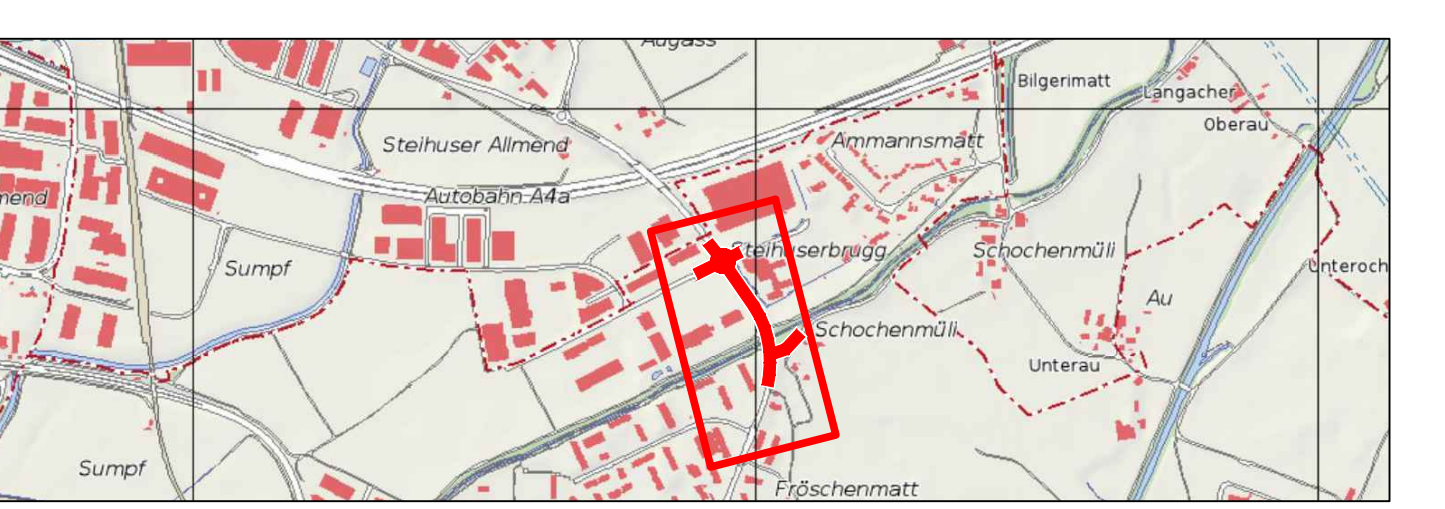 Augass
Bilgerimatt
Langacher
Oberau
Steihuser Allmend
Ammannsmatt
mend
Autobahn A4a
Steihuserbrugg
Schochenmüli
Sumpf
Unteroch
Au
Schochenmüli
Unterau
Sumpf
Fröschenmatt